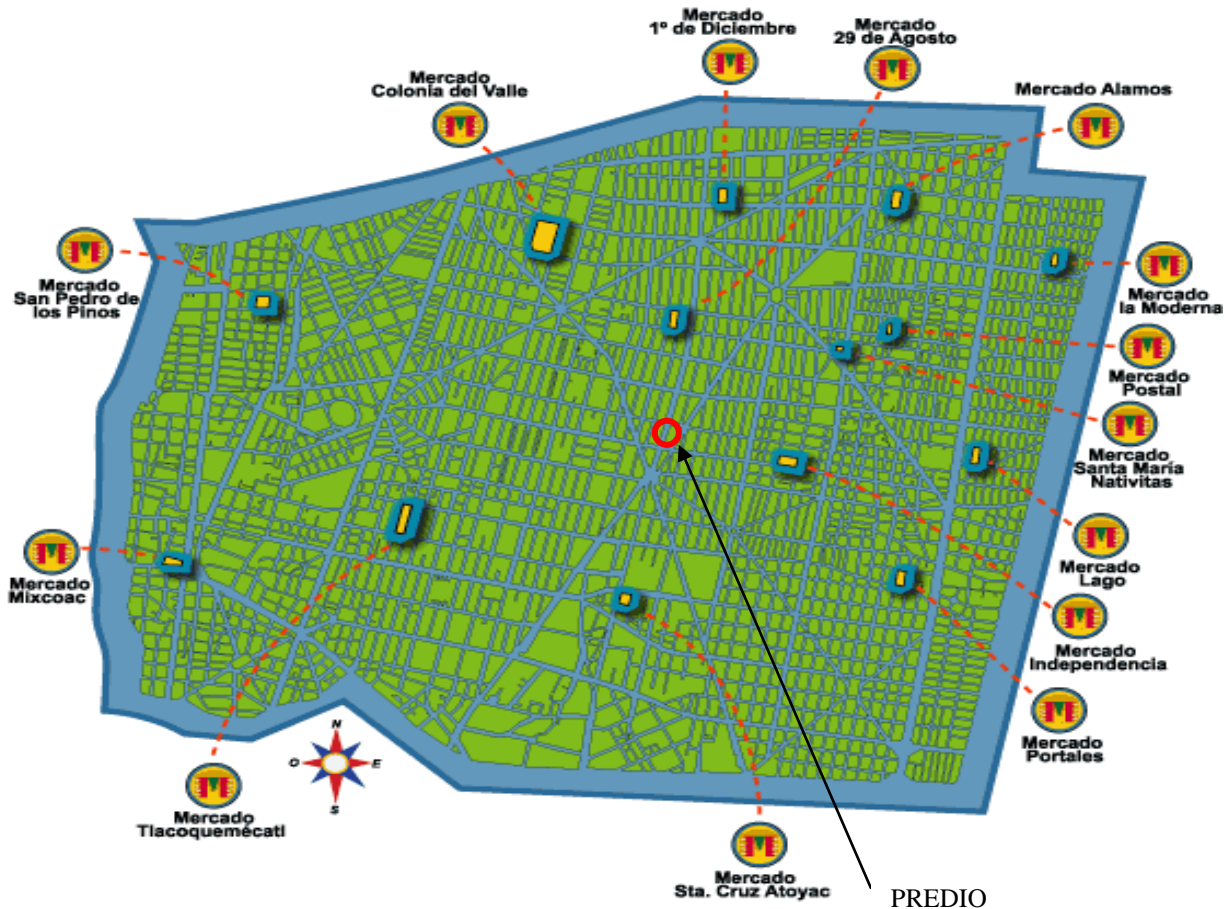 Mercado
1º de Diciembre
Mercado
29 de Agosto
Mercado
Colonia del Valle
Mercado Alamos
Mercado
San Pedro de
los Pinos
Mercado
la Moderna
Mercado
Postal
Mercado
Santa María
Nativitas
Mercado
Lago
Mercado
Mixcoac
Mercado
Independencia
Mercado
Portales
N
O
E
S
Mercado
Tlacoquemécatl
Mercado
Sta. Cruz Atoyac
PREDIO